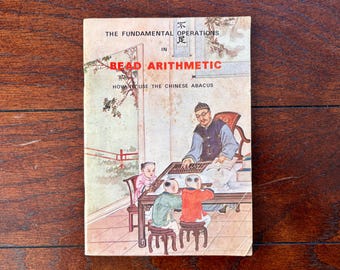 THE FUNDAMENTAL OPERATIONS
IN
BEAD ARITHMETIC
HOW TO USE THE CHINESE ABACUS